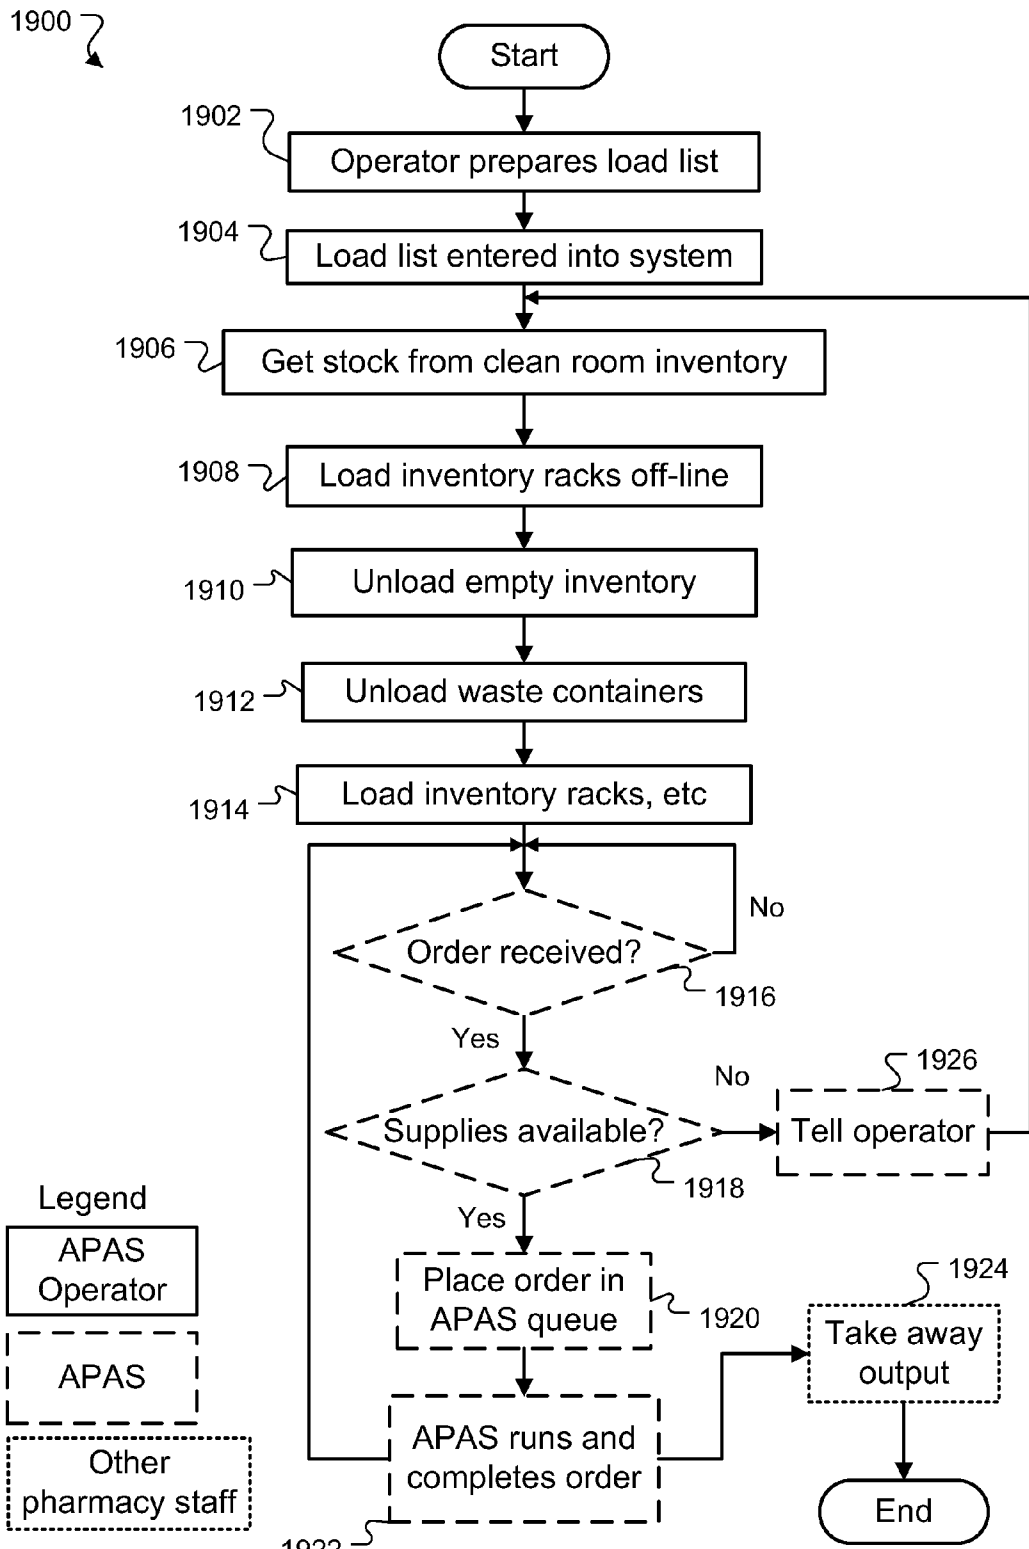 1900
Start
1902
Operator prepares load list
1904
Load list entered into system
1906
Get stock from clean room inventory
1908
Load inventory racks off-line
1910
Unload empty inventory
1912
Unload waste containers
1914
Load inventory racks, etc
No
Order received?
1916
Yes
No
1926
Supplies available?
Tell operator
1918
Yes
Legend
APAS
Operator
APAS
Other
pharmacy staff
Place order in
APAS queue
1920
1924
Take away
output
APAS runs and
completes order
End